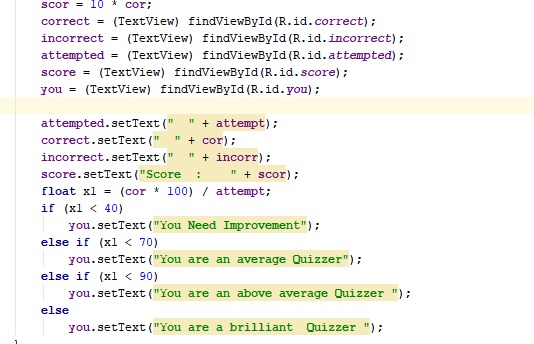 scor = 10 * cor;
correct = (TextView) findViewById(R.id.correct);
incorrect = (TextView) findViewById(R.id.incorrect);
attempted = (TextView) findViewById(R.id.attempted);
score = (TextView) findViewById(R.id.score);
you = (TextView) findViewById(R.id.you);
attempted.setText("  " + attempt);
correct.setText("  " + cor);
incorrect.setText("  " + incorr);
score.setText("Score  :    " + scor);
float x1 = (cor * 100) / attempt;
if (x1 < 40)
    you.setText("You Need Improvement");
else if (x1 < 70)
    you.setText("You are an average Quizzer");
else if (x1 < 90)
    you.setText("You are an above average Quizzer ");
else
    you.setText("You are a brilliant  Quizzer ");